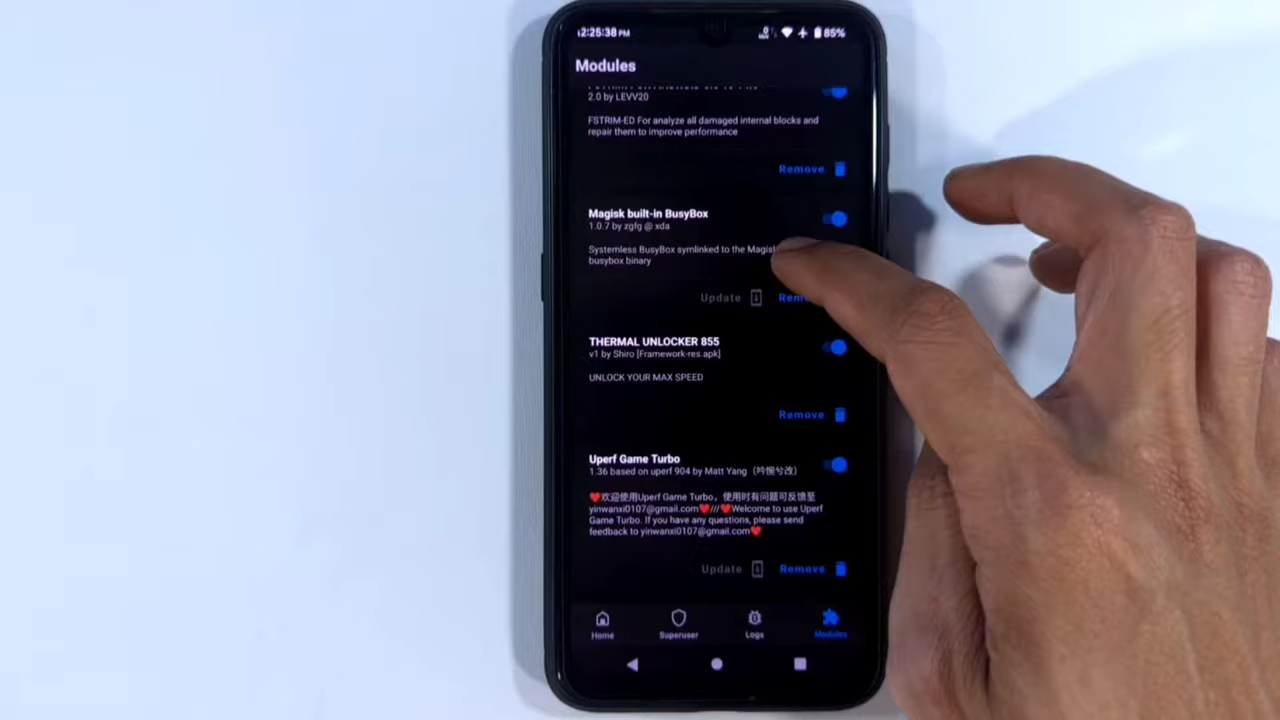 12:25:38 PM
85%
Modules
2.0 by LEVV20
FSTRIM-ED For analyze all damaged internal blocks and
repair them to improve performance
Remove
Magisk built-in BusyBox
1.0.7 by zgfg @ xda
Systemless BusyBox symlinked to the Magisk
busybox binary
Update
THERMAL UNLOCKER 855
v1 by Shiro [Framework-res.apk]
UNLOCK YOUR MAX SPEED
Remove
Uperf Game Turbo
1.36 based on uperf 904 by Matt Yang
❤️欢迎使用Uperf Game Turbo，使用时有问题可反馈至
yinwanxi0107@gmail.com❤️///❤️Welcome to use Uperf
Game Turbo. If you have any questions, please send
feedback to yinwanxi0107@gmail.com❤️
Update Remove
Home Superuser Logs Modules